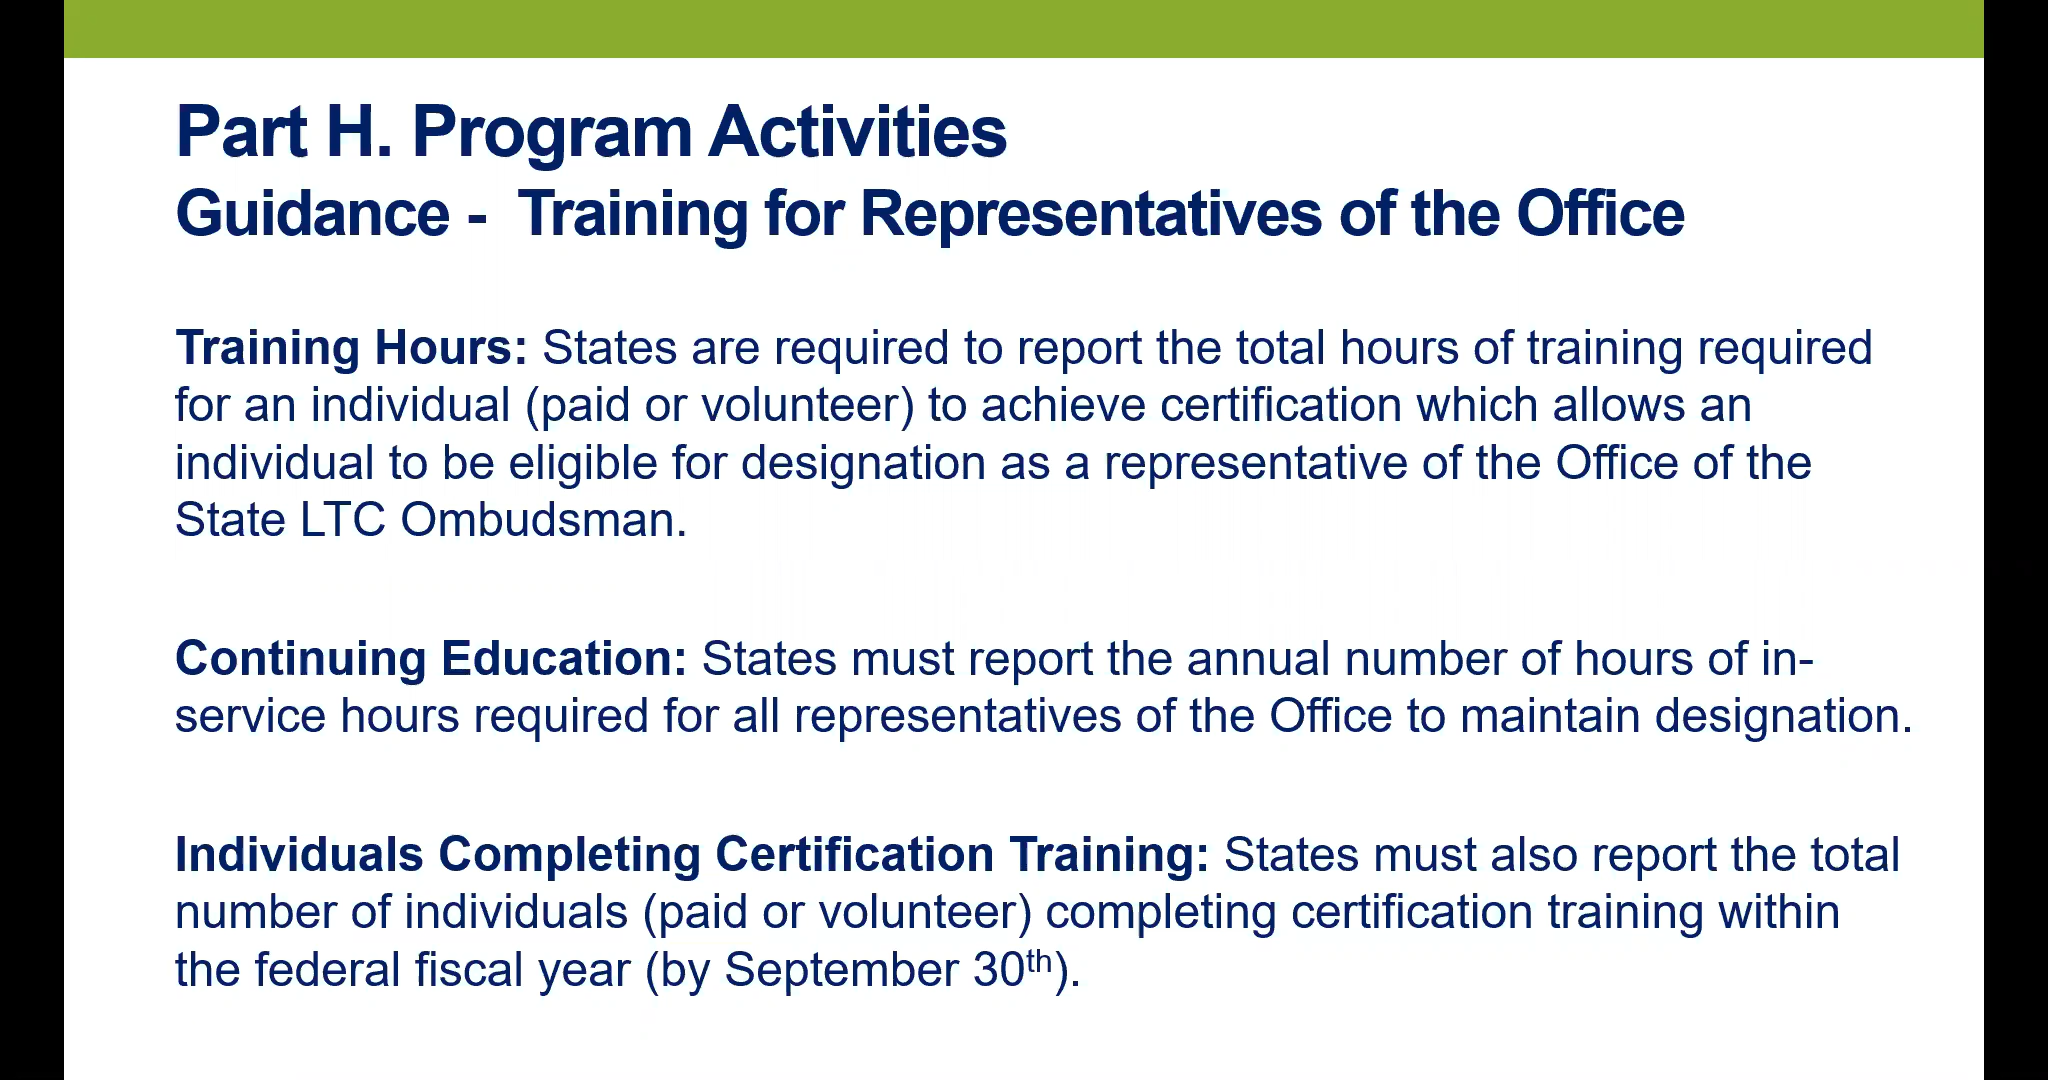 Part H. Program Activities
Guidance -  Training for Representatives of the Office
Training Hours: States are required to report the total hours of training required
for an individual (paid or volunteer) to achieve certification which allows an
individual to be eligible for designation as a representative of the Office of the
State LTC Ombudsman.
Continuing Education: States must report the annual number of hours of in-
service hours required for all representatives of the Office to maintain designation.
Individuals Completing Certification Training: States must also report the total
number of individuals (paid or volunteer) completing certification training within
the federal fiscal year (by September 30th).